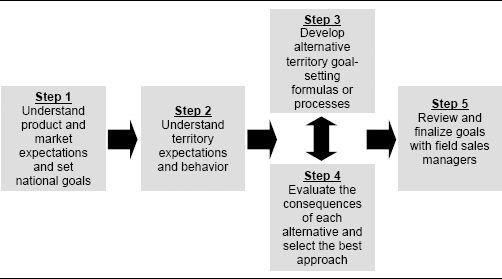 Step 1
Understand
product and
market
expectations
and set
national goals
Step 2
Understand
territory
expectations
and behavior
Step 3
Develop
alternative
territory goal-
setting
formulas or
processes
Step 4
Evaluate the
consequences
of each
alternative and
select the best
approach
Step 5
Review and
finalize goals
with field sales
managers